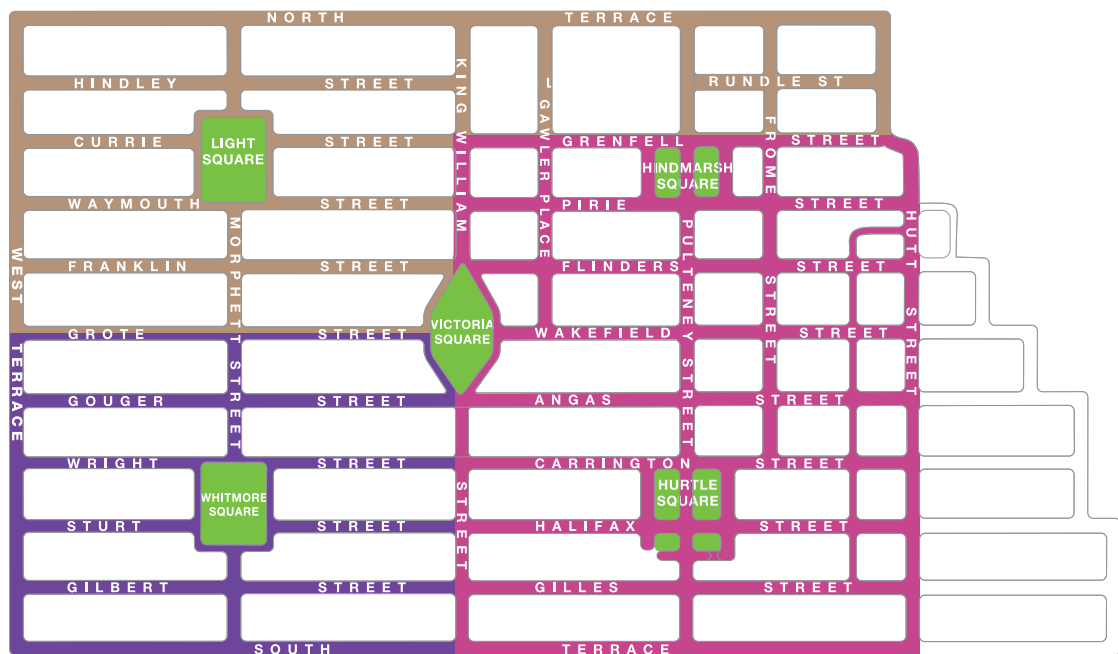 NORTH TERRACE
HINDLEY STREET
RUNDLE ST
KING WILLIAM
L GAWLER PLACE
LIGHT
SQUARE
CURRIE STREET
GRENFELL STREET
FROME
HINDMARSH
SQUARE
WAYMOUTH STREET
PIRIE STREET
MORPHETT STREET
PULTENEY STREET
HUTT STREET
WEST TERRACE
FRANKLIN STREET
FLINDERS STREET
STREET
VICTORIA
SQUARE
GROTE STREET
WAKEFIELD STREET
GOUGER STREET
ANGAS STREET
WRIGHT STREET
CARRINGTON STREET
WHITMORE
SQUARE
STREET
HURTLE
SQUARE
STURT STREET
HALIFAX STREET
GILBERT STREET
GILLES STREET
SOUTH TERRACE